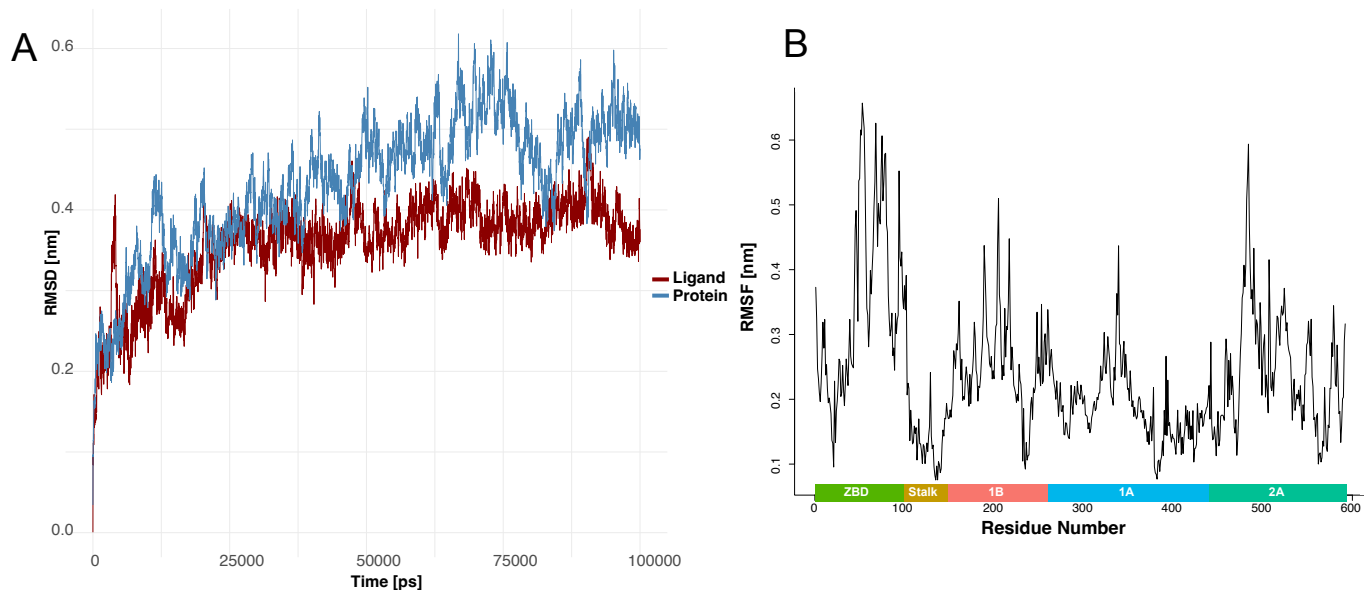 A
RMSD [nm]
0.6
0.4
0.2
0.0
0
25000
50000
75000
100000
Time [ps]
Ligand
Protein
B
RMSF [nm]
0.6
0.5
0.4
0.3
0.2
0.1
ZBD
Stalk
1B
1A
2A
0
100
200
300
400
500
600
Residue Number